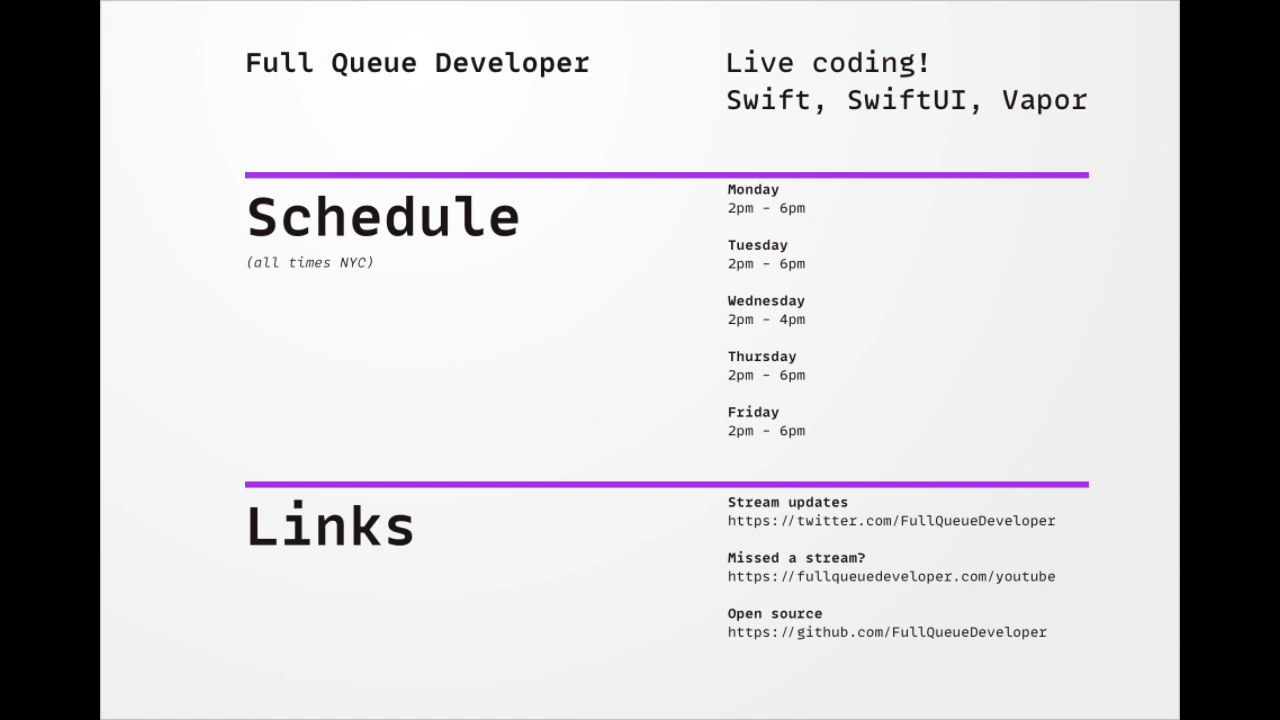 Full Queue Developer
Live coding!
Swift, SwiftUI, Vapor
Schedule
(all times NYC)
Monday
2pm - 6pm
Tuesday
2pm - 6pm
Wednesday
2pm - 4pm
Thursday
2pm - 6pm
Friday
2pm - 6pm
Links
Stream updates
https://twitter.com/FullQueueDeveloper
Missed a stream?
https://fullqueuedeveloper.com/youtube
Open source
https://github.com/FullQueueDeveloper